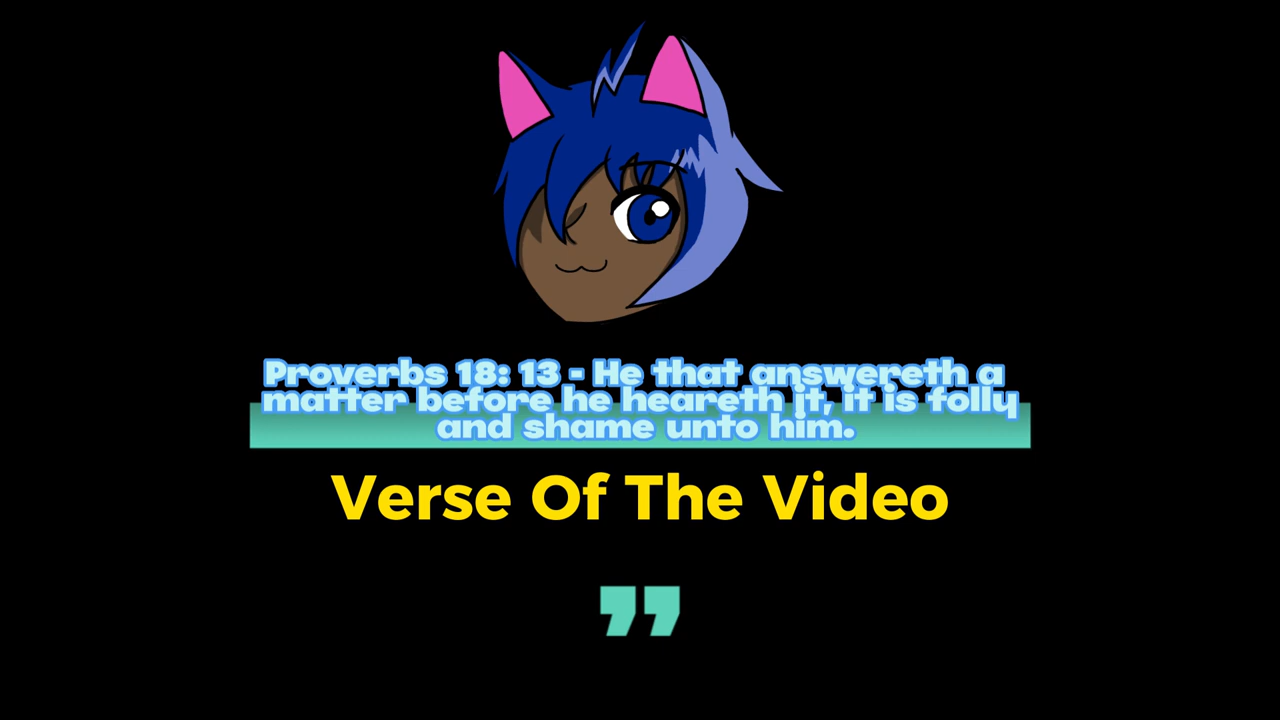 Proverbs 18: 13 - He that answereth a
matter before he heareth it, it is folly
and shame unto him.
Verse Of The Video
”